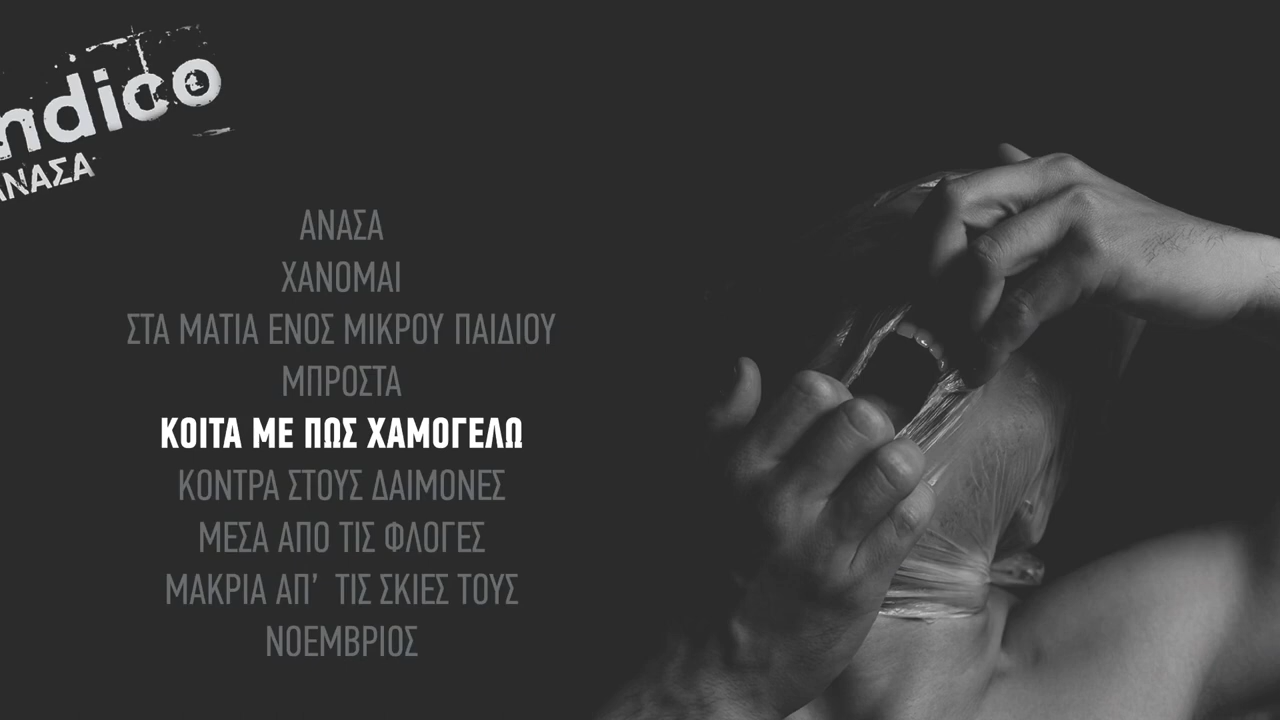 ndico
ΑΝΑΣΑ
ΑΝΑΣΑ
ΧΑΝΟΜΑΙ
ΣΤΑ ΜΑΤΙΑ ΕΝΟΣ ΜΙΚΡΟΥ ΠΑΙΔΙΟΥ
ΜΠΡΟΣΤΑ
ΚΟΙΤΑ ΜΕ ΠΩΣ ΧΑΜΟΓΕΛΩ
ΚΟΝΤΡΑ ΣΤΟΥΣ ΔΑΙΜΟΝΕΣ
ΜΕΣΑ ΑΠΟ ΤΙΣ ΦΛΟΓΕΣ
ΜΑΚΡΙΑ ΑΠ’ ΤΙΣ ΣΚΙΕΣ ΤΟΥΣ
ΝΟΕΜΒΡΙΟΣ